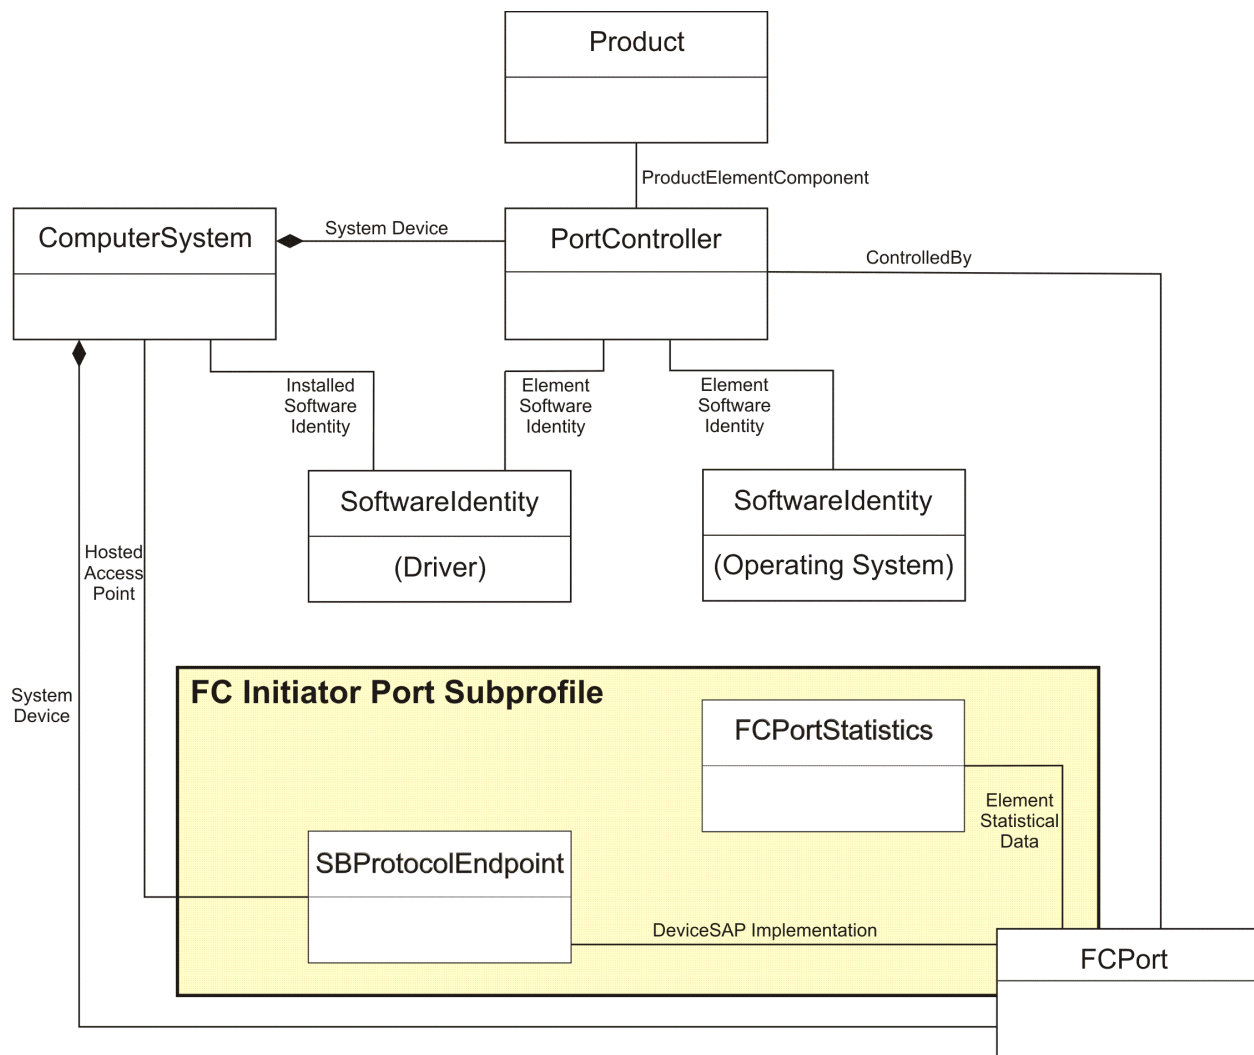 Product
ProductElementComponent
ComputerSystem
System Device
PortController
ControlledBy
Installed
Software
Identity
Element
Software
Identity
Element
Software
Identity
SoftwareIdentity
(Driver)
SoftwareIdentity
(Operating System)
Hosted
Access
Point
System
Device
FC Initiator Port Subprofile
FCPortStatistics
Element
Statistical
Data
SBProtocolEndpoint
DeviceSAP Implementation
FCPort